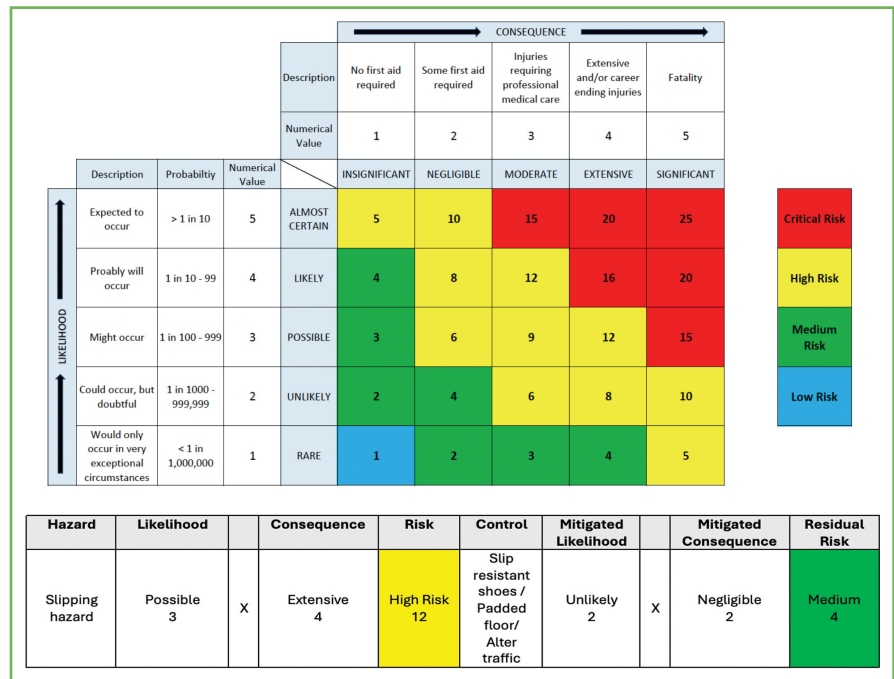 CONSEQUENCE
Description
No first aid
required
Some first aid
required
Injuries
requiring
professional
medical care
Extensive
and/or career
ending injuries
Fatality
Numerical
Value
1
2
3
4
5
Description
Probabiltiy
Numerical
Value
INSIGNIFICANT
NEGLIGIBLE
MODERATE
EXTENSIVE
SIGNIFICANT
LIKELIHOOD
Expected to
occur
> 1 in 10
5
ALMOST
CERTAIN
5
10
15
20
25
Critical Risk
Proably will
occur
1 in 10 - 99
4
LIKELY
4
8
12
16
20
High Risk
Might occur
1 in 100 - 999
3
POSSIBLE
3
6
9
12
15
Medium
Risk
Could occur, but
doubtful
1 in 1000 -
999,999
2
UNLIKELY
2
4
6
8
10
Low Risk
Would only
occur in very
exceptional
circumstances
< 1 in
1,000,000
1
RARE
1
2
3
4
5
Hazard
Likelihood
Consequence
Risk
Control
Mitigated
Likelihood
Mitigated
Consequence
Residual
Risk
Slipping
hazard
Possible
3
X
Extensive
4
High Risk
12
Slip
resistant
shoes /
Padded
floor/
Alter
traffic
Unlikely
2
X
Negligible
2
Medium
4